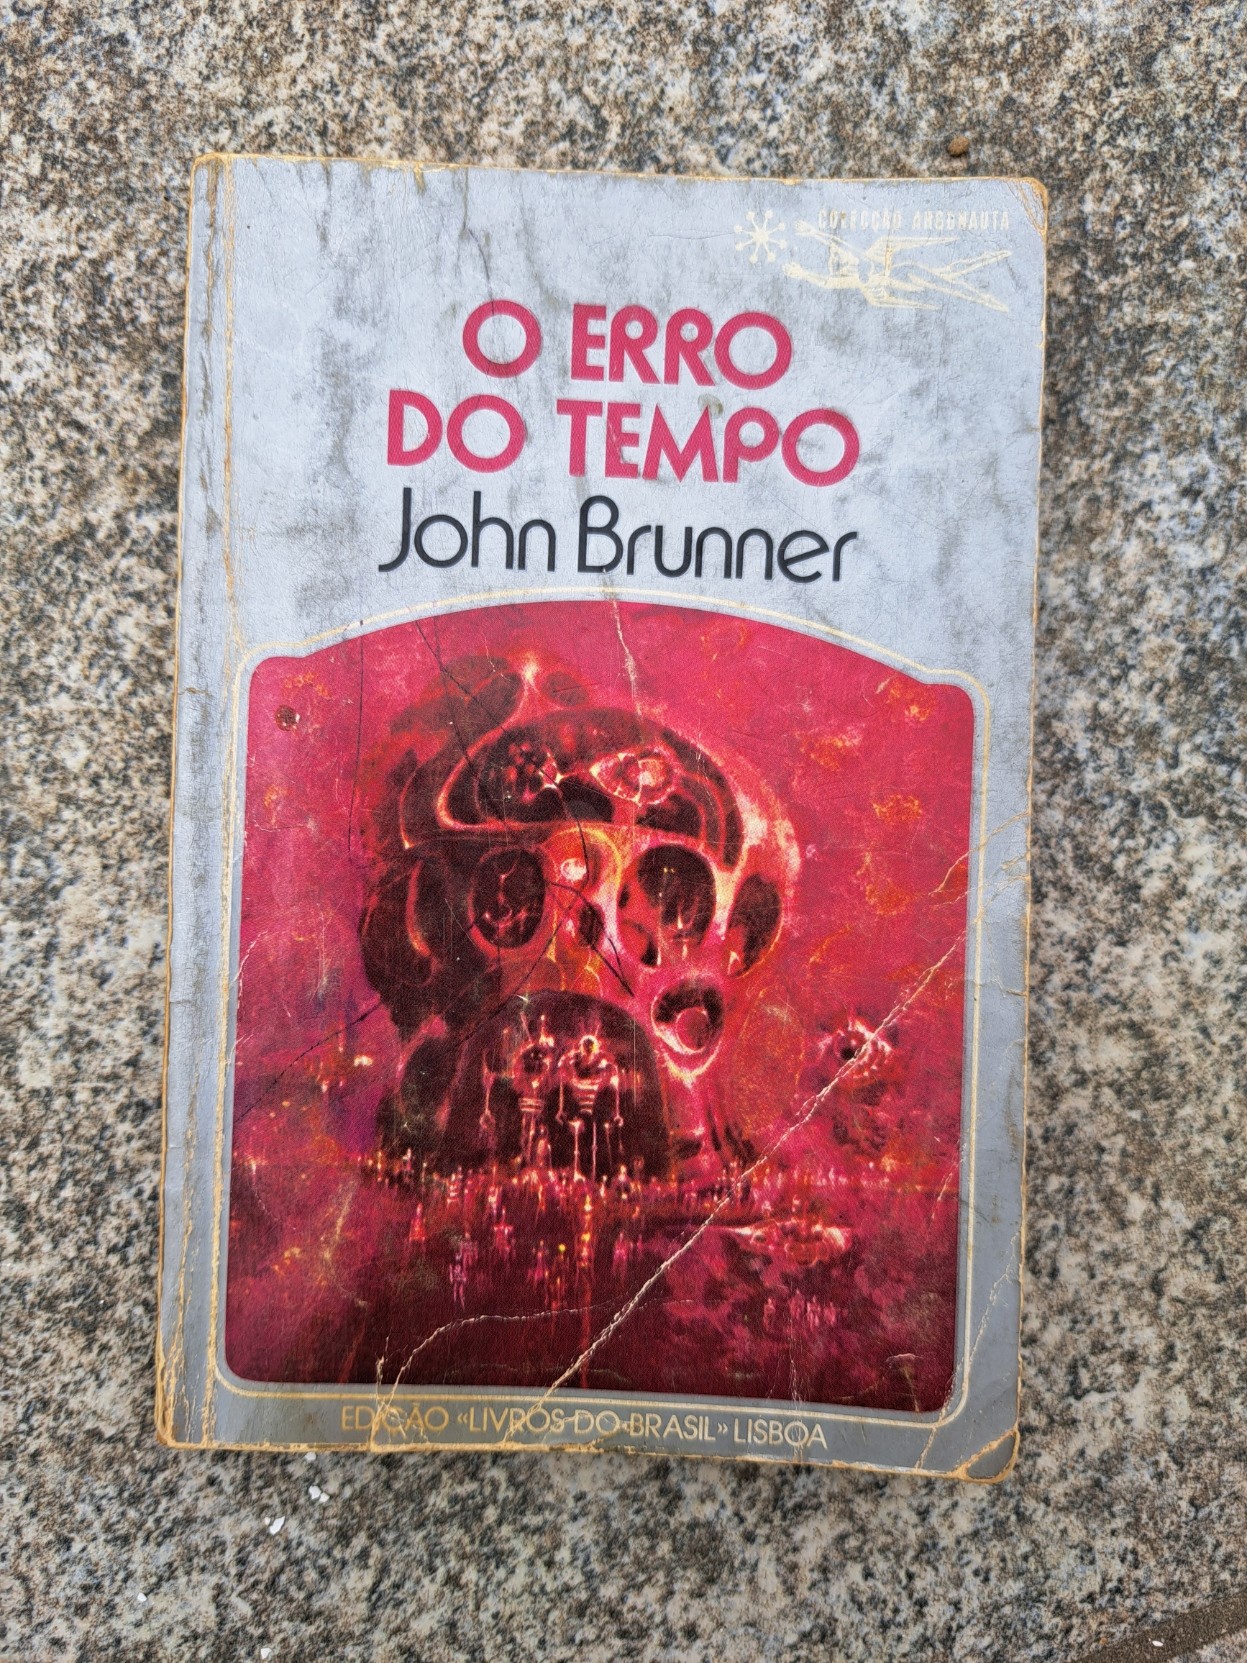 COLECÇÃO ARGONAUTA
O ERRO
DO TEMPO
John Brunner
EDIÇÃO «LIVROS DO BRASIL» LISBOA